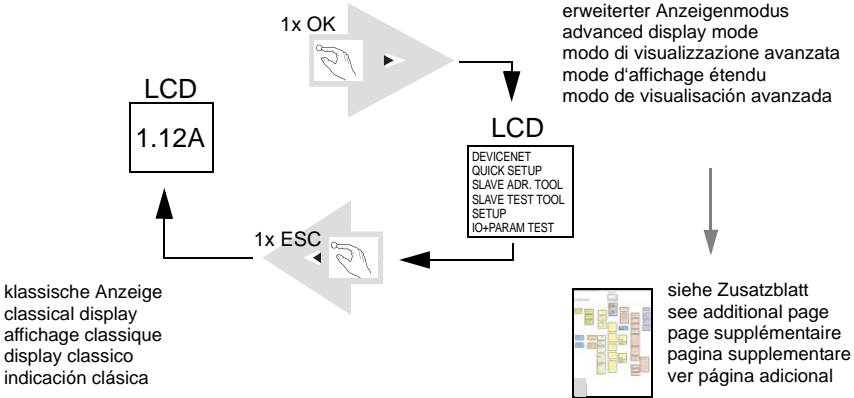 1x OK
erweiterter Anzeigenmodus
advanced display mode
modo di visualizzazione avanzata
mode d‘affichage étendu
modo de visualisación avanzada
LCD
1.12A
LCD
DEVICENET
QUICK SETUP
SLAVE ADR. TOOL
SLAVE TEST TOOL
SETUP
IO+PARAM TEST
1x ESC
klassische Anzeige
classical display
affichage classique
display classico
indicación clásica
siehe Zusatzblatt
see additional page
page supplémentaire
pagina supplementare
ver página adicional